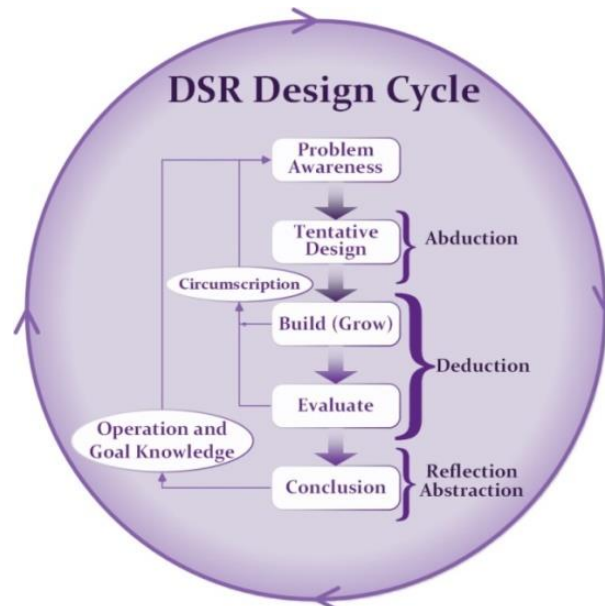 DSR Design Cycle
Problem
Awareness
Tentative
Design
Abduction
Circumscription
Build (Grow)
Deduction
Evaluate
Operation and
Goal Knowledge
Conclusion
Reflection
Abstraction